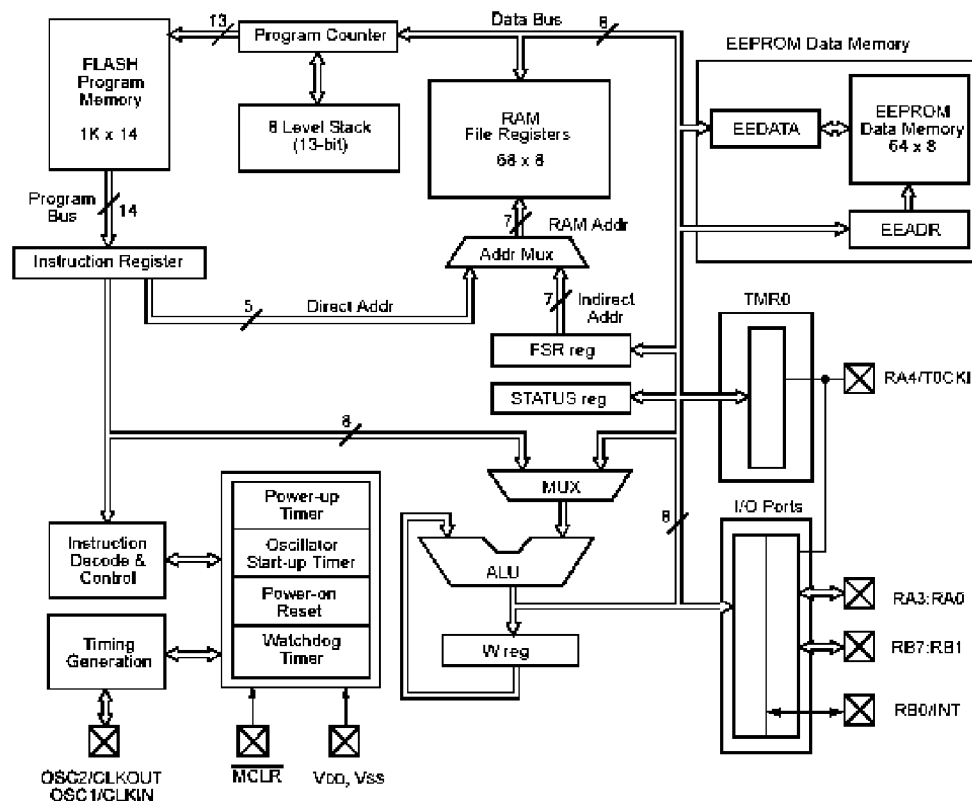 13
Program Counter
Data Bus
8
EEPROM Data Memory
FLASH
Program
Memory
1K x 14
8 Level Stack
(13-bit)
RAM
File Registers
68 x 8
EEDATA
EEPROM
Data Memory
64 x 8
EEADR
Program
Bus
14
7
RAM Addr
Instruction Register
Addr Mux
5
Direct Addr
7
Indirect
Addr
TMR0
FSR reg
RA4/T0CKI
STATUS reg
8
MUX
Power-up
Timer
Oscillator
Start-up Timer
Power-on
Reset
Watchdog
Timer
Instruction
Decode &
Control
ALU
8
I/O Ports
RA3:RA0
Timing
Generation
W reg
RB7:RB1
RB0/INT
OSC2/CLKOUT
OSC1/CLKIN
MCLR
VDD, VSS